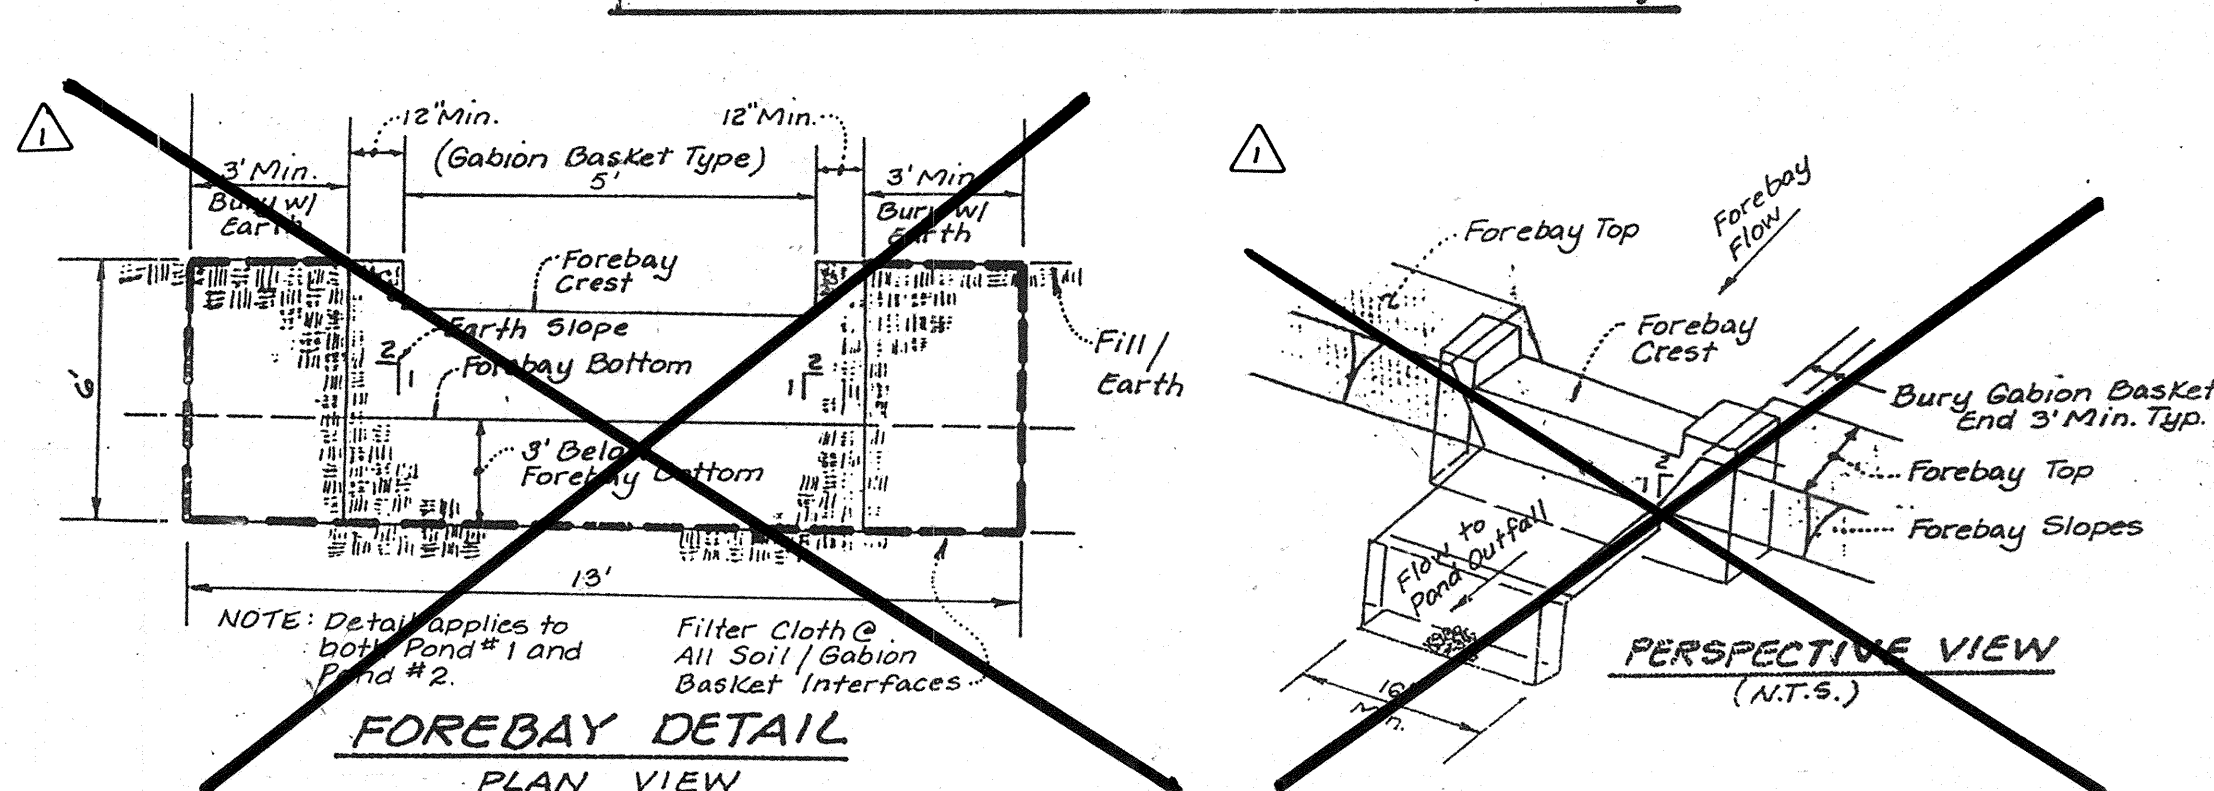 1
12"Min.
12"Min.
(Gabion Basket Type)
3' Min.
5'
3' Min.
Bury w/
Earth
Bury w/
Earth
Forebay
Crest
Earth Slope
2
1
Forebay Bottom
2
1
Fill/
Earth
6'
3' Below
Forebay Bottom
13'
NOTE: Detail applies to
both Pond #1 and
Pond #2.
Filter Cloth @
All Soil/Gabion
Basket Interfaces
FOREBAY DETAIL
PLAN VIEW
1
Forebay
Flow
Forebay Top
Forebay
Crest
Bury Gabion Basket
End 3' Min. Typ.
2
1
Forebay Top
Forebay Slopes
Flow to
Pond Outfall
Min.
PERSPECTIVE VIEW
(N.T.S.)